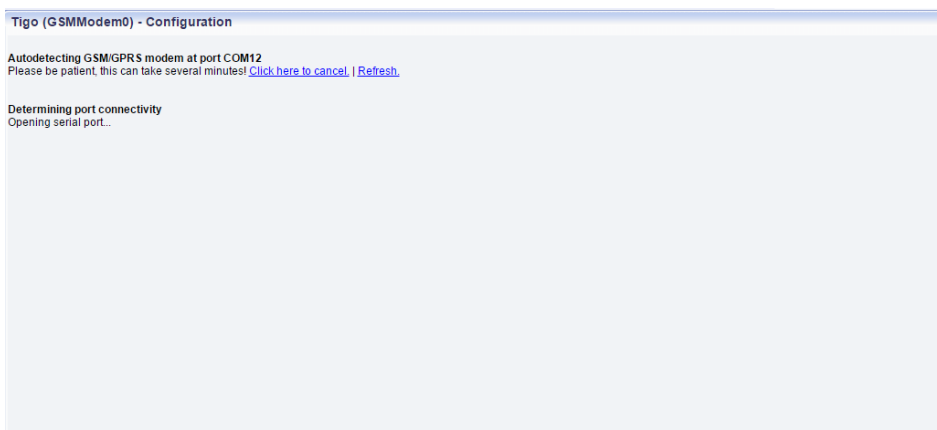 Tigo (GSMModem0) - Configuration
Autodetecting GSM/GPRS modem at port COM12
Please be patient, this can take several minutes! Click here to cancel. | Refresh.
Determining port connectivity
Opening serial port...